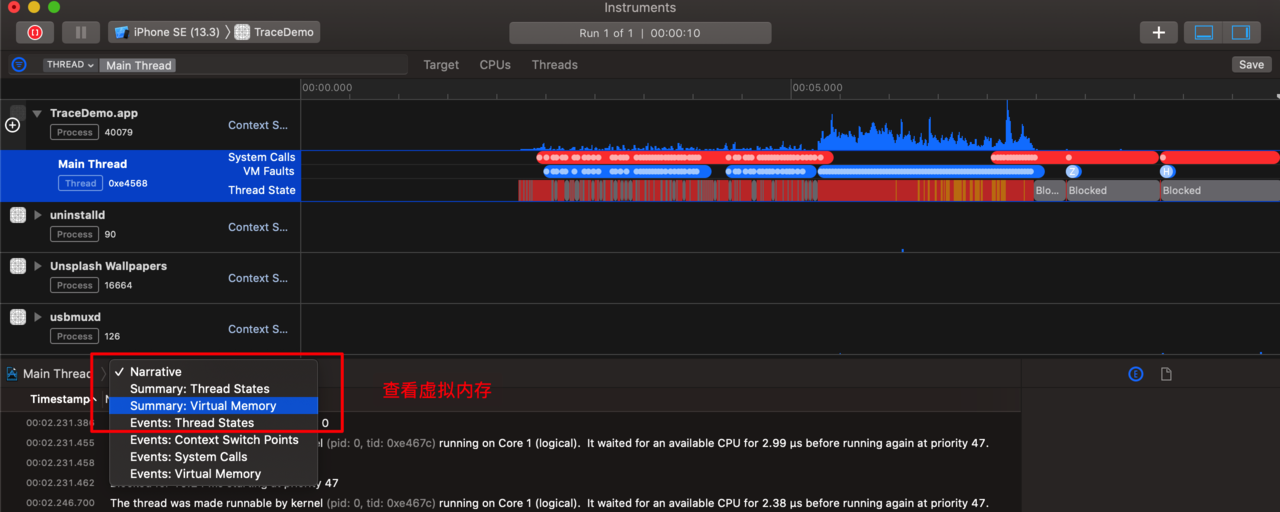 Instruments
iPhone SE (13.3) 〉 TraceDemo
Run 1 of 1 | 00:00:10
THREAD Main Thread Target CPUs Threads Save
00:00.000 00:05.000
TraceDemo.app
Process 40079 Context S...
Main Thread System Calls
VM Faults
Thread 0xe4568 Thread State
Z H
Blo... Blocked Blocked
uninstalld
Process 90 Context S...
Unsplash Wallpapers
Process 16664 Context S...
usbmuxd
Process 126 Context S...
Main Thread 〉 ✓ Narrative E
Summary: Thread States
查看虚拟内存
Timestamp Summary: Virtual Memory
00:02.231.386 Events: Thread States 0
00:02.231.455 Events: Context Switch Points (pid: 0, tid: 0xe467c) running on Core 1 (logical). It waited for an available CPU for 2.99 µs before running again at priority 47.
00:02.231.458 Events: System Calls
Events: Virtual Memory
00:02.231.462 starting at priority 47
00:02.246.700 The thread was made runnable by kernel (pid: 0, tid: 0xe467c) running on Core 1 (logical). It waited for an available CPU for 2.38 µs before running again at priority 47.